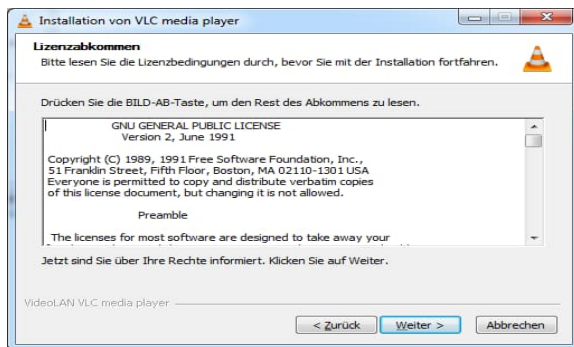 Installation von VLC media player
Lizenzabkommen
Bitte lesen Sie die Lizenzbedingungen durch, bevor Sie mit der Installation fortfahren.
Drücken Sie die BILD-AB-Taste, um den Rest des Abkommens zu lesen.
GNU GENERAL PUBLIC LICENSE
Version 2, June 1991
Copyright (C) 1989, 1991 Free Software Foundation, Inc.,
51 Franklin Street, Fifth Floor, Boston, MA 02110-1301 USA
Everyone is permitted to copy and distribute verbatim copies
of this license document, but changing it is not allowed.
Preamble
The licenses for most software are designed to take away your
Jetzt sind Sie über Ihre Rechte informiert. Klicken Sie auf Weiter.
VideoLAN VLC media player
< Zurück
Weiter >
Abbrechen